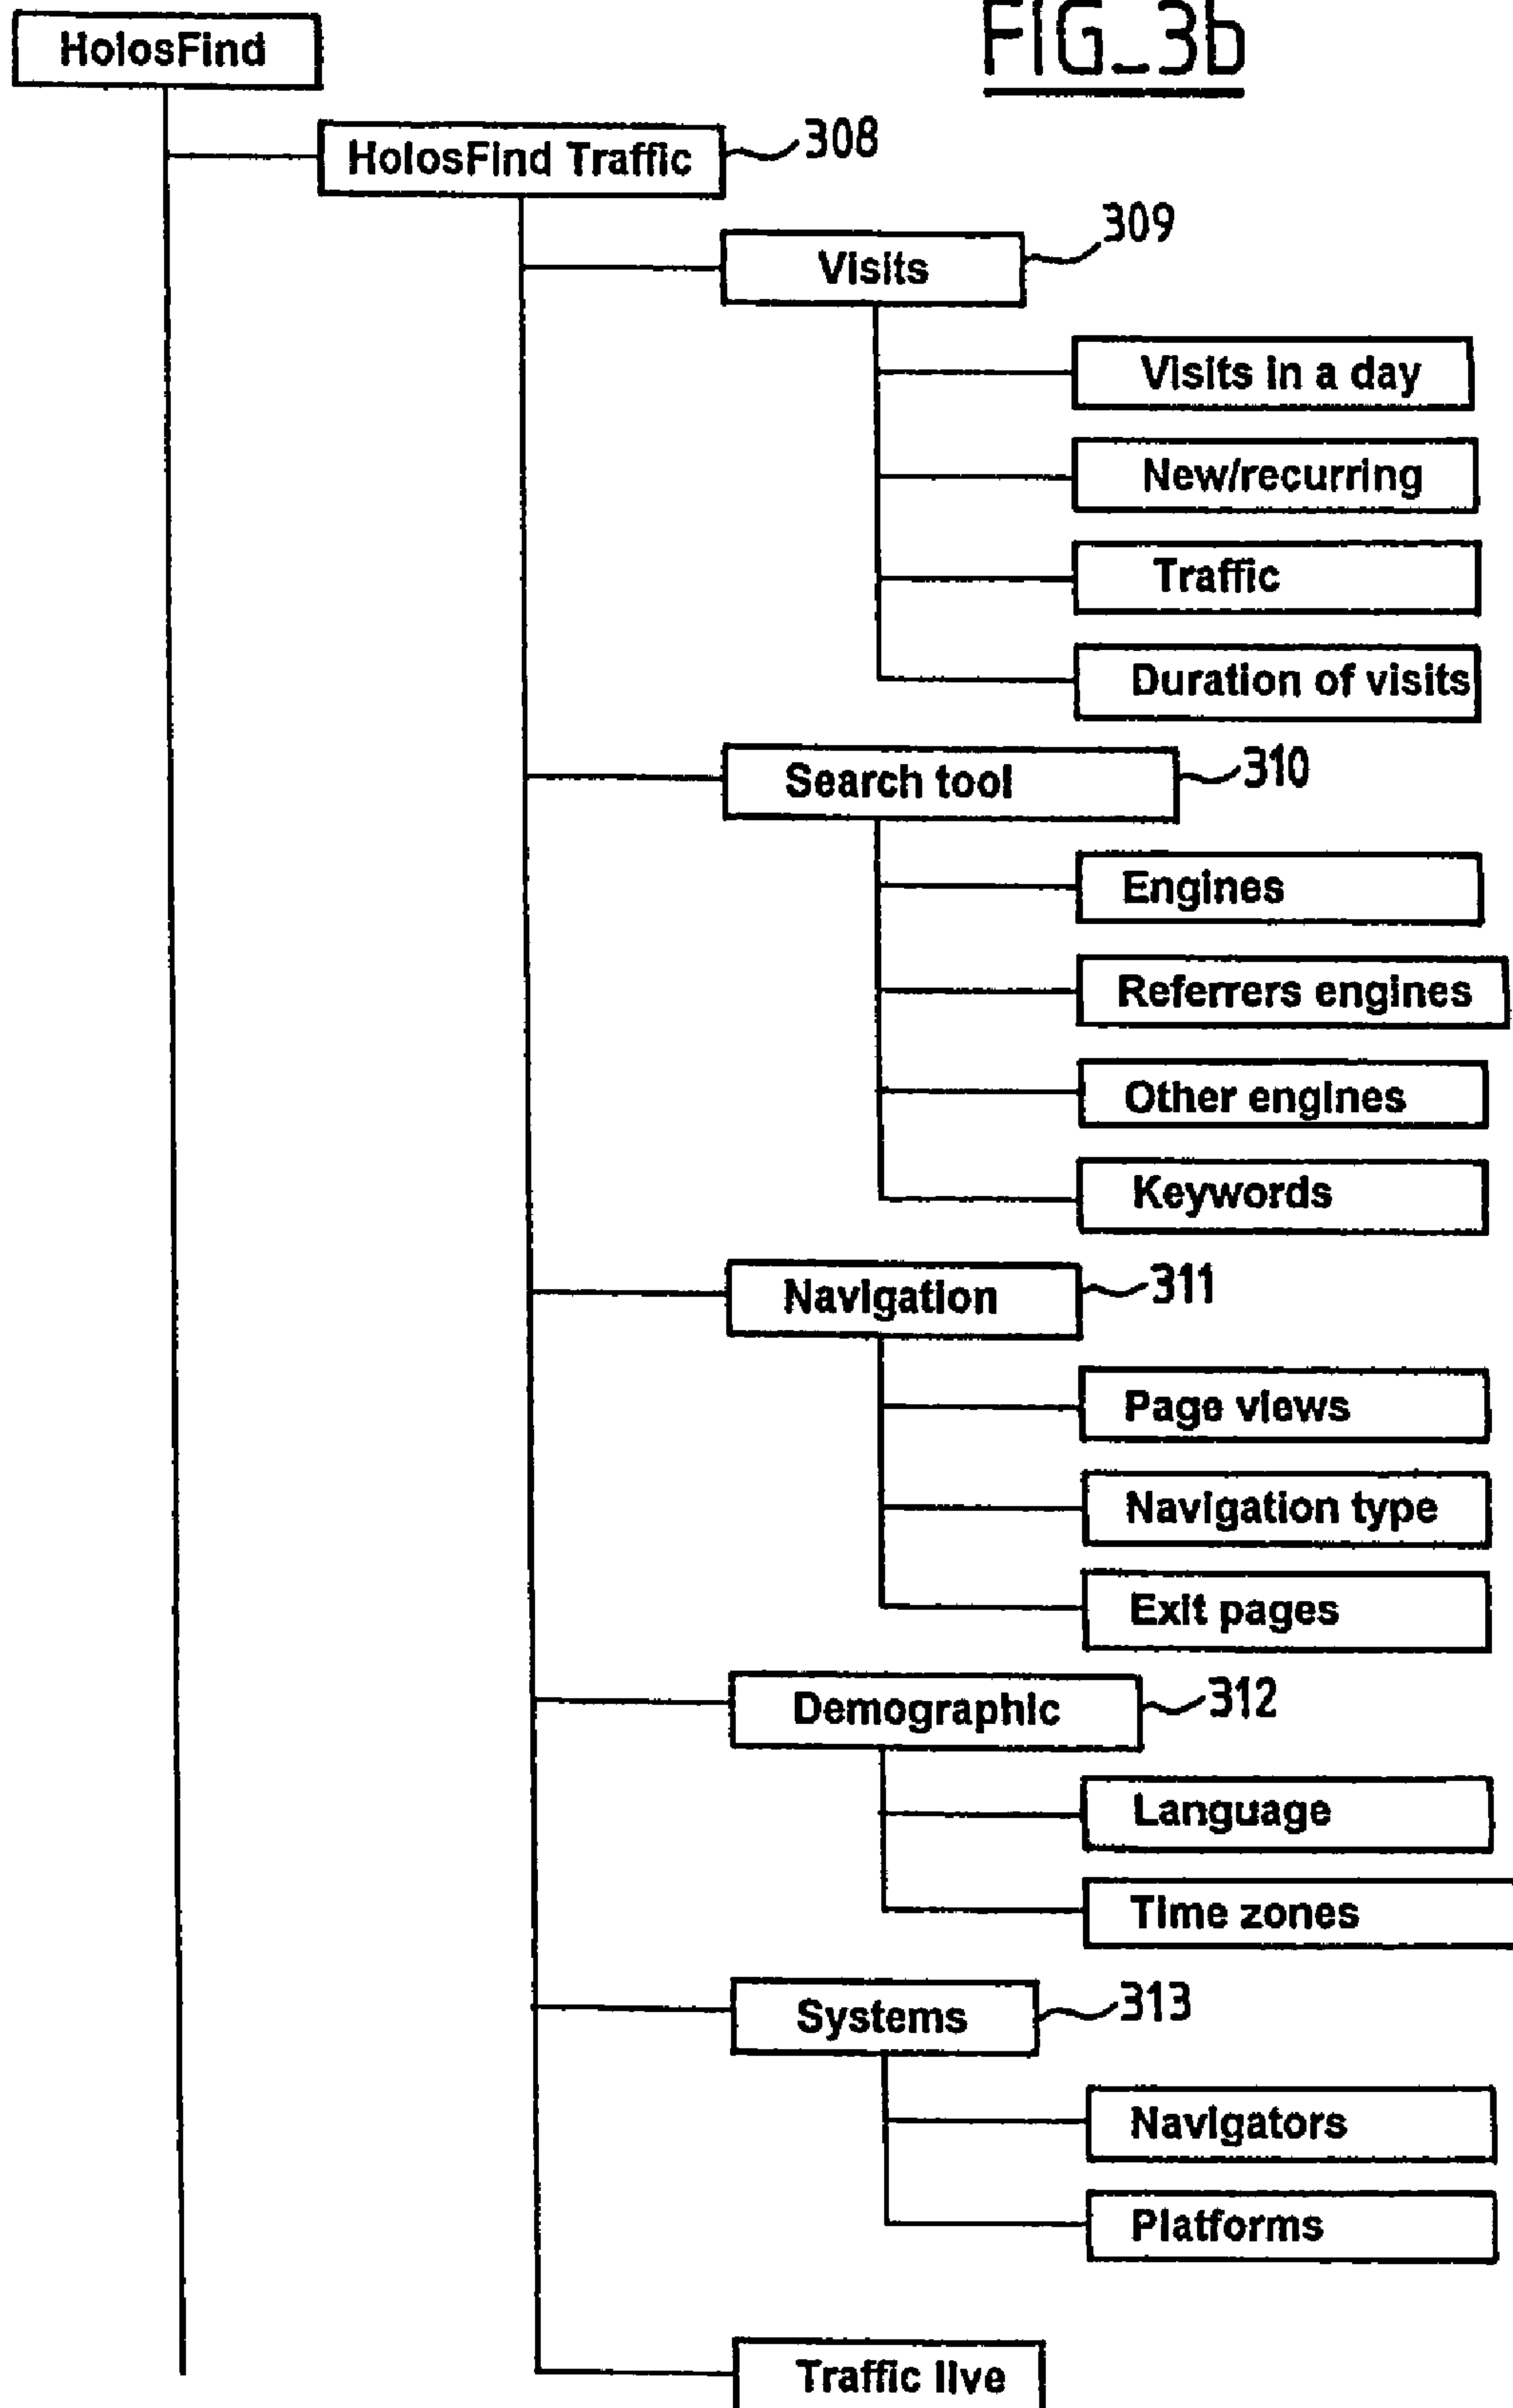 FIG_3b
HolosFind
HolosFind Traffic
308
Visits
309
Visits in a day
New/recurring
Traffic
Duration of visits
Search tool
310
Engines
Referrers engines
Other engines
Keywords
Navigation
311
Page views
Navigation type
Exit pages
Demographic
312
Language
Time zones
Systems
313
Navigators
Platforms
Traffic live